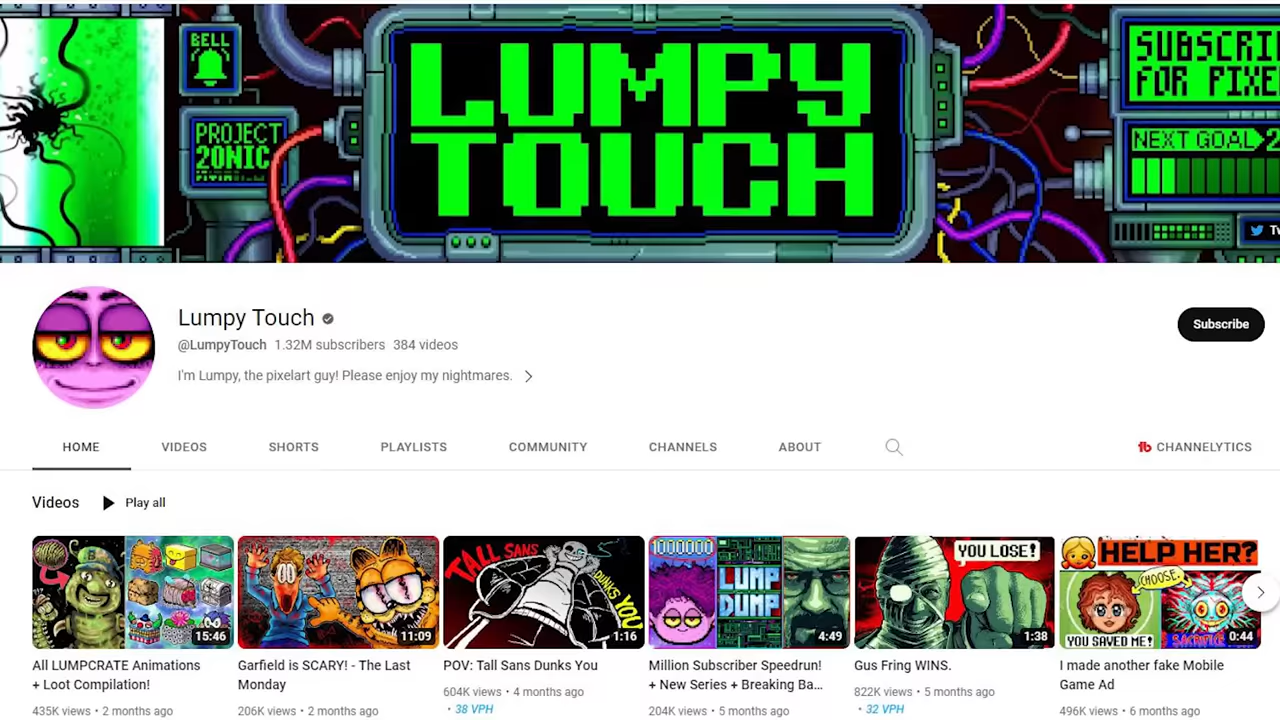 BELL
PROJECT
20NIC
LUMPY
TOUCH
SUBSCRI
FOR PIXE
NEXT GOAL 2
Tw
Lumpy Touch
@LumpyTouch 1.32M subscribers 384 videos
I'm Lumpy, the pixelart guy! Please enjoy my nightmares.
Subscribe
HOME VIDEOS SHORTS PLAYLISTS COMMUNITY CHANNELS ABOUT CHANNELYTICS
Videos Play all
15:46
11:09
TALL SANS
DUNKS YOU
1:16
1000000
LUMP
DUMP
4:49
YOU LOSE!
1:38
HELP HER?
CHOOSE.
YOU SAVED ME!
SACRIFICE
0:44
All LUMPCRATE Animations
+ Loot Compilation!
435K views • 2 months ago
Garfield is SCARY! - The Last
Monday
206K views • 2 months ago
POV: Tall Sans Dunks You
604K views • 4 months ago
• 38 VPH
Million Subscriber Speedrun!
+ New Series + Breaking Ba...
204K views • 5 months ago
Gus Fring WINS.
822K views • 5 months ago
• 32 VPH
I made another fake Mobile
Game Ad
496K views • 6 months ago